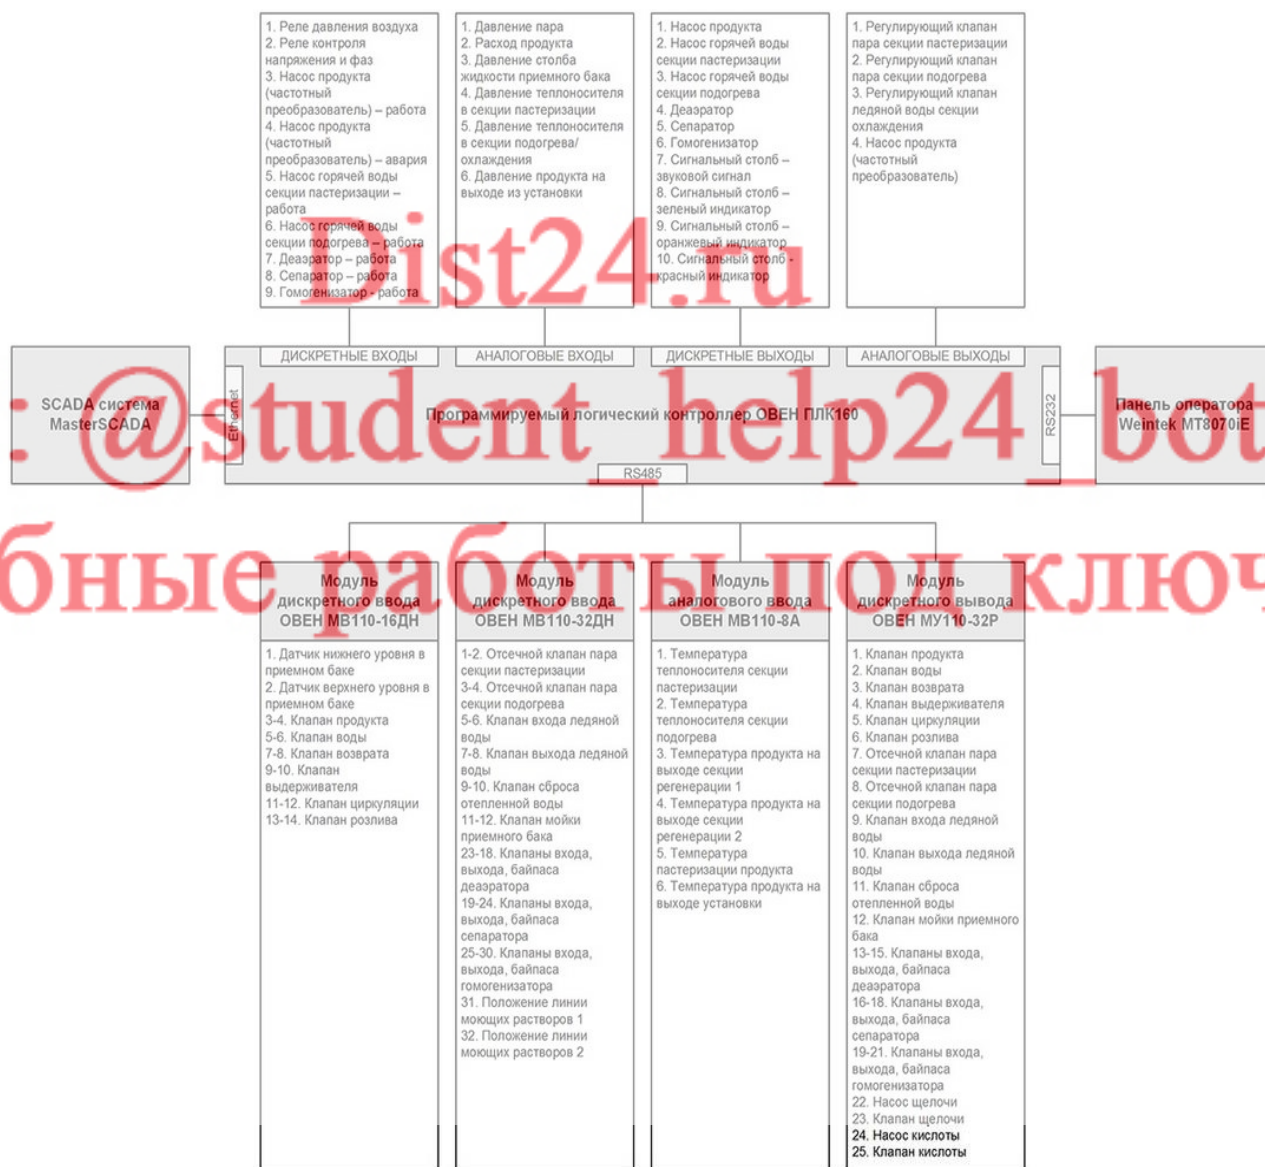 1. Реле давления воздуха
2. Реле контроля
напряжения и фаз
3. Насос продукта
(частотный
преобразователь) – работа
4. Насос продукта
(частотный
преобразователь) – авария
5. Насос горячей воды
секции пастеризации –
работа
6. Насос горячей воды
секции подогрева – работа
7. Деаэратор – работа
8. Сепаратор – работа
9. Гомогенизатор - работа
1. Давление пара
2. Расход продукта
3. Давление столба
жидкости приемного бака
4. Давление теплоносителя
в секции пастеризации
5. Давление теплоносителя
в секции подогрева/
охлаждения
6. Давление продукта на
выходе из установки
1. Насос продукта
2. Насос горячей воды
секции пастеризации
3. Насос горячей воды
секции подогрева
4. Деаэратор
5. Сепаратор
6. Гомогенизатор
7. Сигнальный столб –
звуковой сигнал
8. Сигнальный столб –
зеленый индикатор
9. Сигнальный столб –
оранжевый индикатор
10. Сигнальный столб -
красный индикатор
1. Регулирующий клапан
пара секции пастеризации
2. Регулирующий клапан
пара секции подогрева
3. Регулирующий клапан
ледяной воды секции
охлаждения
4. Насос продукта
(частотный
преобразователь)
Dist24.ru
ДИСКРЕТНЫЕ ВХОДЫ
АНАЛОГОВЫЕ ВХОДЫ
ДИСКРЕТНЫЕ ВЫХОДЫ
АНАЛОГОВЫЕ ВЫХОДЫ
SCADA система
MasterSCADA
Ethernet
Программируемый логический контроллер ОВЕН ПЛК160
RS232
Панель оператора
Weintek MT8070iE
: @student_help24_bot
RS485
бные работы под ключ
Модуль
дискретного ввода
ОВЕН МВ110-16ДН
1. Датчик нижнего уровня в
приемном баке
2. Датчик верхнего уровня в
приемном баке
3-4. Клапан продукта
5-6. Клапан воды
7-8. Клапан возврата
9-10. Клапан
выдерживателя
11-12. Клапан циркуляции
13-14. Клапан розлива
Модуль
дискретного ввода
ОВЕН МВ110-32ДН
1-2. Отсечной клапан пара
секции пастеризации
3-4. Отсечной клапан пара
секции подогрева
5-6. Клапан входа ледяной
воды
7-8. Клапан выхода ледяной
воды
9-10. Клапан сброса
отепленной воды
11-12. Клапан мойки
приемного бака
23-18. Клапаны входа,
выхода, байпаса
деаэратора
19-24. Клапаны входа,
выхода, байпаса
сепаратора
25-30. Клапаны входа,
выхода, байпаса
гомогенизатора
31. Положение линии
моющих растворов 1
32. Положение линии
моющих растворов 2
Модуль
аналогового ввода
ОВЕН МВ110-8А
1. Температура
теплоносителя секции
пастеризации
2. Температура
теплоносителя секции
подогрева
3. Температура продукта на
выходе секции
регенерации 1
4. Температура продукта на
выходе секции
регенерации 2
5. Температура
пастеризации продукта
6. Температура продукта на
выходе установки
Модуль
дискретного вывода
ОВЕН МУ110-32Р
1. Клапан продукта
2. Клапан воды
3. Клапан возврата
4. Клапан выдерживателя
5. Клапан циркуляции
6. Клапан розлива
7. Отсечной клапан пара
секции пастеризации
8. Отсечной клапан пара
секции подогрева
9. Клапан входа ледяной
воды
10. Клапан выхода ледяной
воды
11. Клапан сброса
отепленной воды
12. Клапан мойки приемного
бака
13-15. Клапаны входа,
выхода, байпаса
деаэратора
16-18. Клапаны входа,
выхода, байпаса
сепаратора
19-21. Клапаны входа,
выхода, байпаса
гомогенизатора
22. Насос щелочи
23. Клапан щелочи
24. Насос кислоты
25. Клапан кислоты